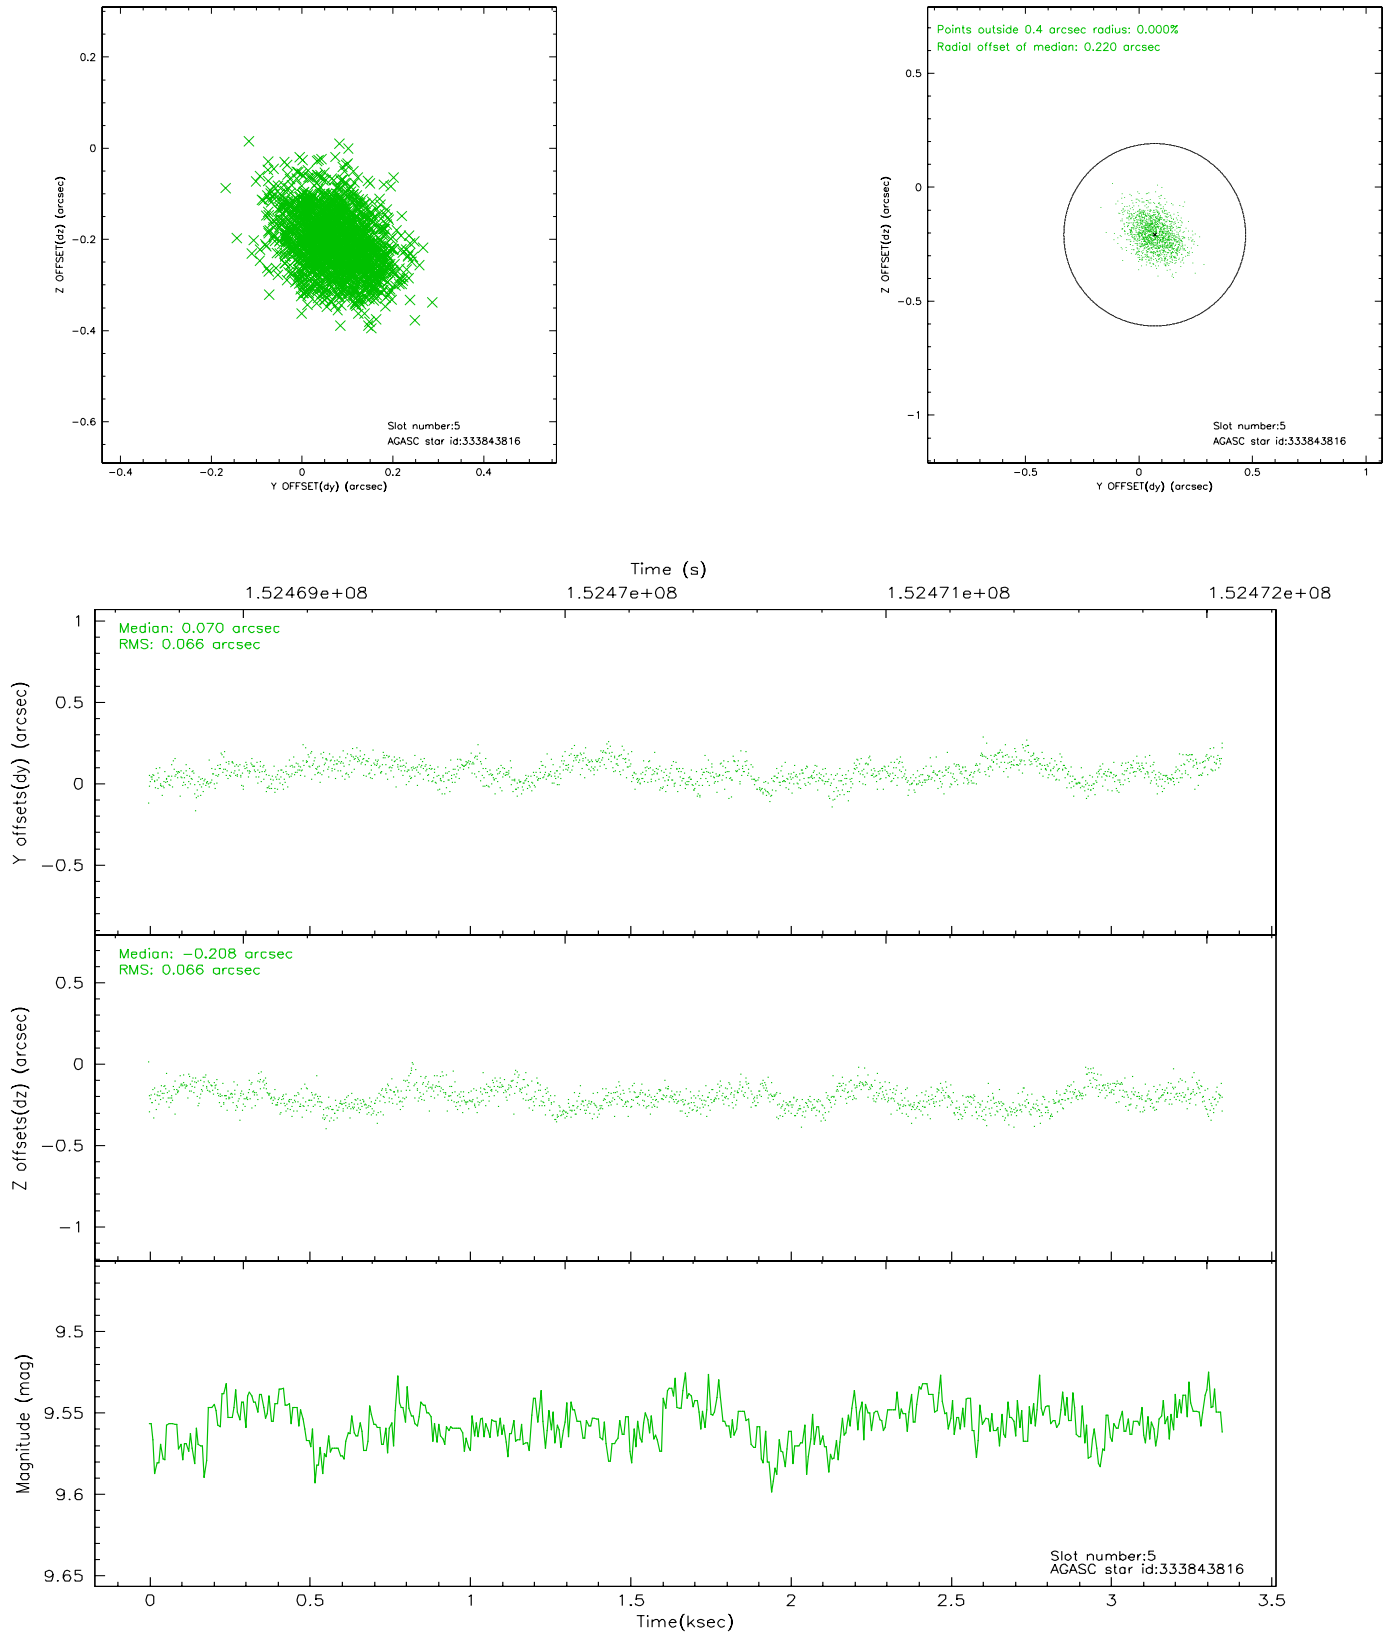 0.2
0
−0.2
−0.4
−0.6
Z OFFSET(dz) (arcsec)
Slot number:5
AGASC star id:333843816
−0.4 −0.2 0 0.2 0.4
Y OFFSET(dy) (arcsec)
Points outside 0.4 arcsec radius: 0.000%
Radial offset of median: 0.220 arcsec
0.5
0
−0.5
−1
Z OFFSET(dz) (arcsec)
Slot number:5
AGASC star id:333843816
−0.5 0 0.5 1
Y OFFSET(dy) (arcsec)
Time (s)
1.52469e+08 1.5247e+08 1.52471e+08 1.52472e+08
Median: 0.070 arcsec
RMS: 0.066 arcsec
1
0.5
0
−0.5
Y offsets(dy) (arcsec)
Median: −0.208 arcsec
RMS: 0.066 arcsec
0.5
0
−0.5
−1
Z offsets(dz) (arcsec)
9.5
9.55
9.6
9.65
Magnitude (mag)
Slot number:5
AGASC star id:333843816
0 0.5 1 1.5 2 2.5 3 3.5
Time(ksec)